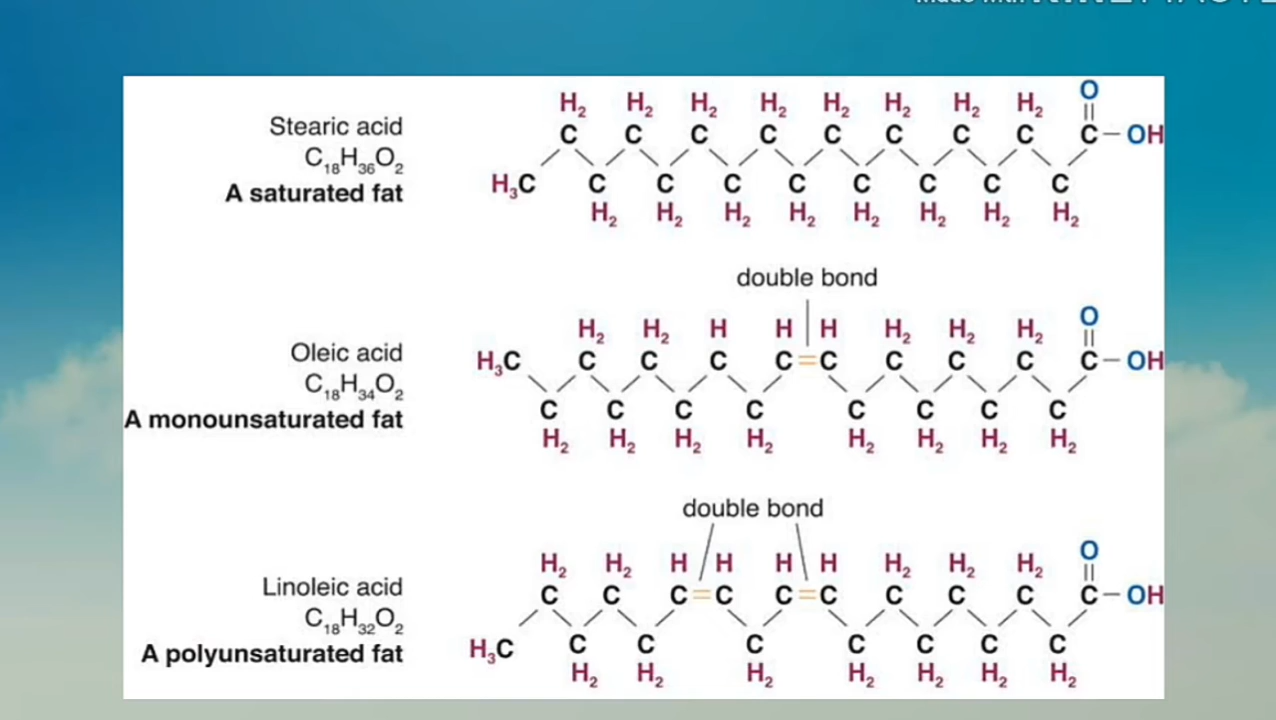 H₂ H₂ H₂ H₂ H₂ H₂ H₂ H₂ O
Stearic acid
C C C C C C C C C–OH
C₁₈H₃₆O₂
H₃C C C C C C C C C
A saturated fat
H₂ H₂ H₂ H₂ H₂ H₂ H₂ H₂
double bond
H₂ H₂ H H H H₂ H₂ H₂ O
Oleic acid
H₃C C C C C=C C C C C–OH
C₁₈H₃₄O₂
C C C C C C C C
A monounsaturated fat
H₂ H₂ H₂ H₂ H₂ H₂ H₂ H₂
double bond
H₂ H₂ H H H H H₂ H₂ H₂ O
Linoleic acid
C C C=C C=C C C C C–OH
C₁₈H₃₂O₂
H₃C C C C C C C C
A polyunsaturated fat
H₂ H₂ H₂ H₂ H₂ H₂ H₂